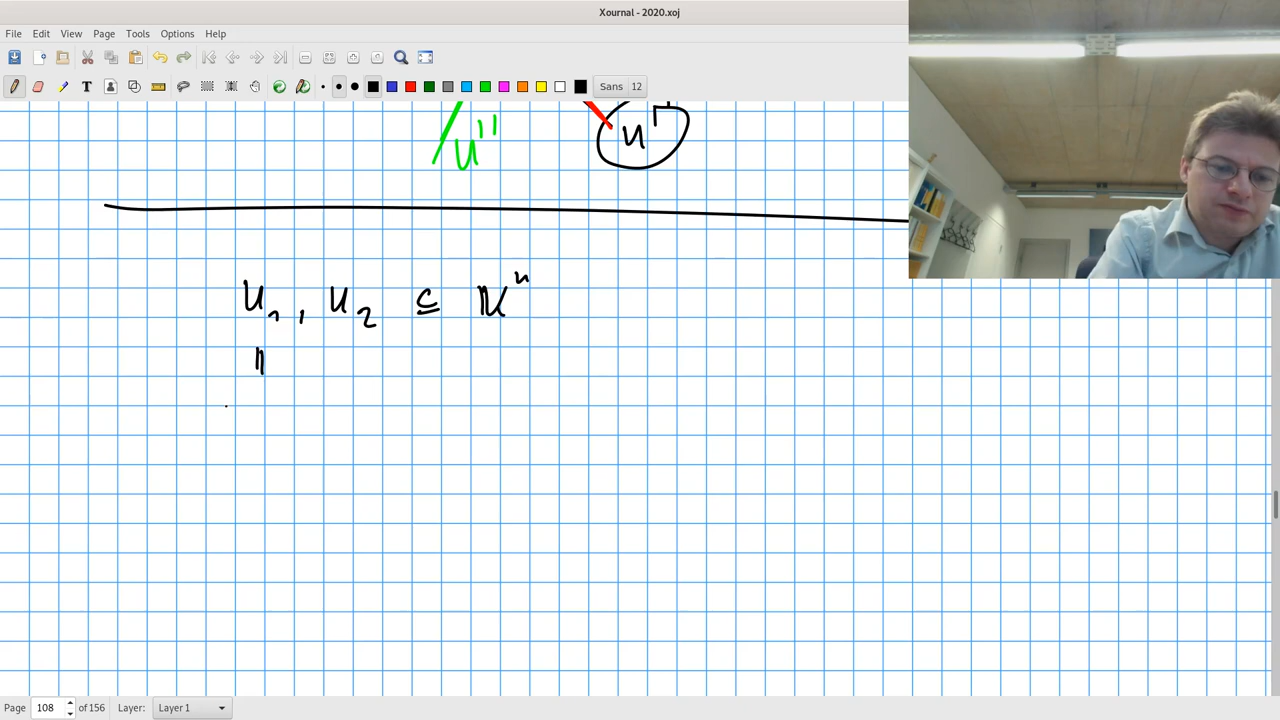 Xournal - 2020.xoj
File Edit View Page Tools Options Help
T Sans 12
U'' U'
U₁, U₂ ⊆ 𝕂ⁿ
||
Page 108 of 156 Layer: Layer 1